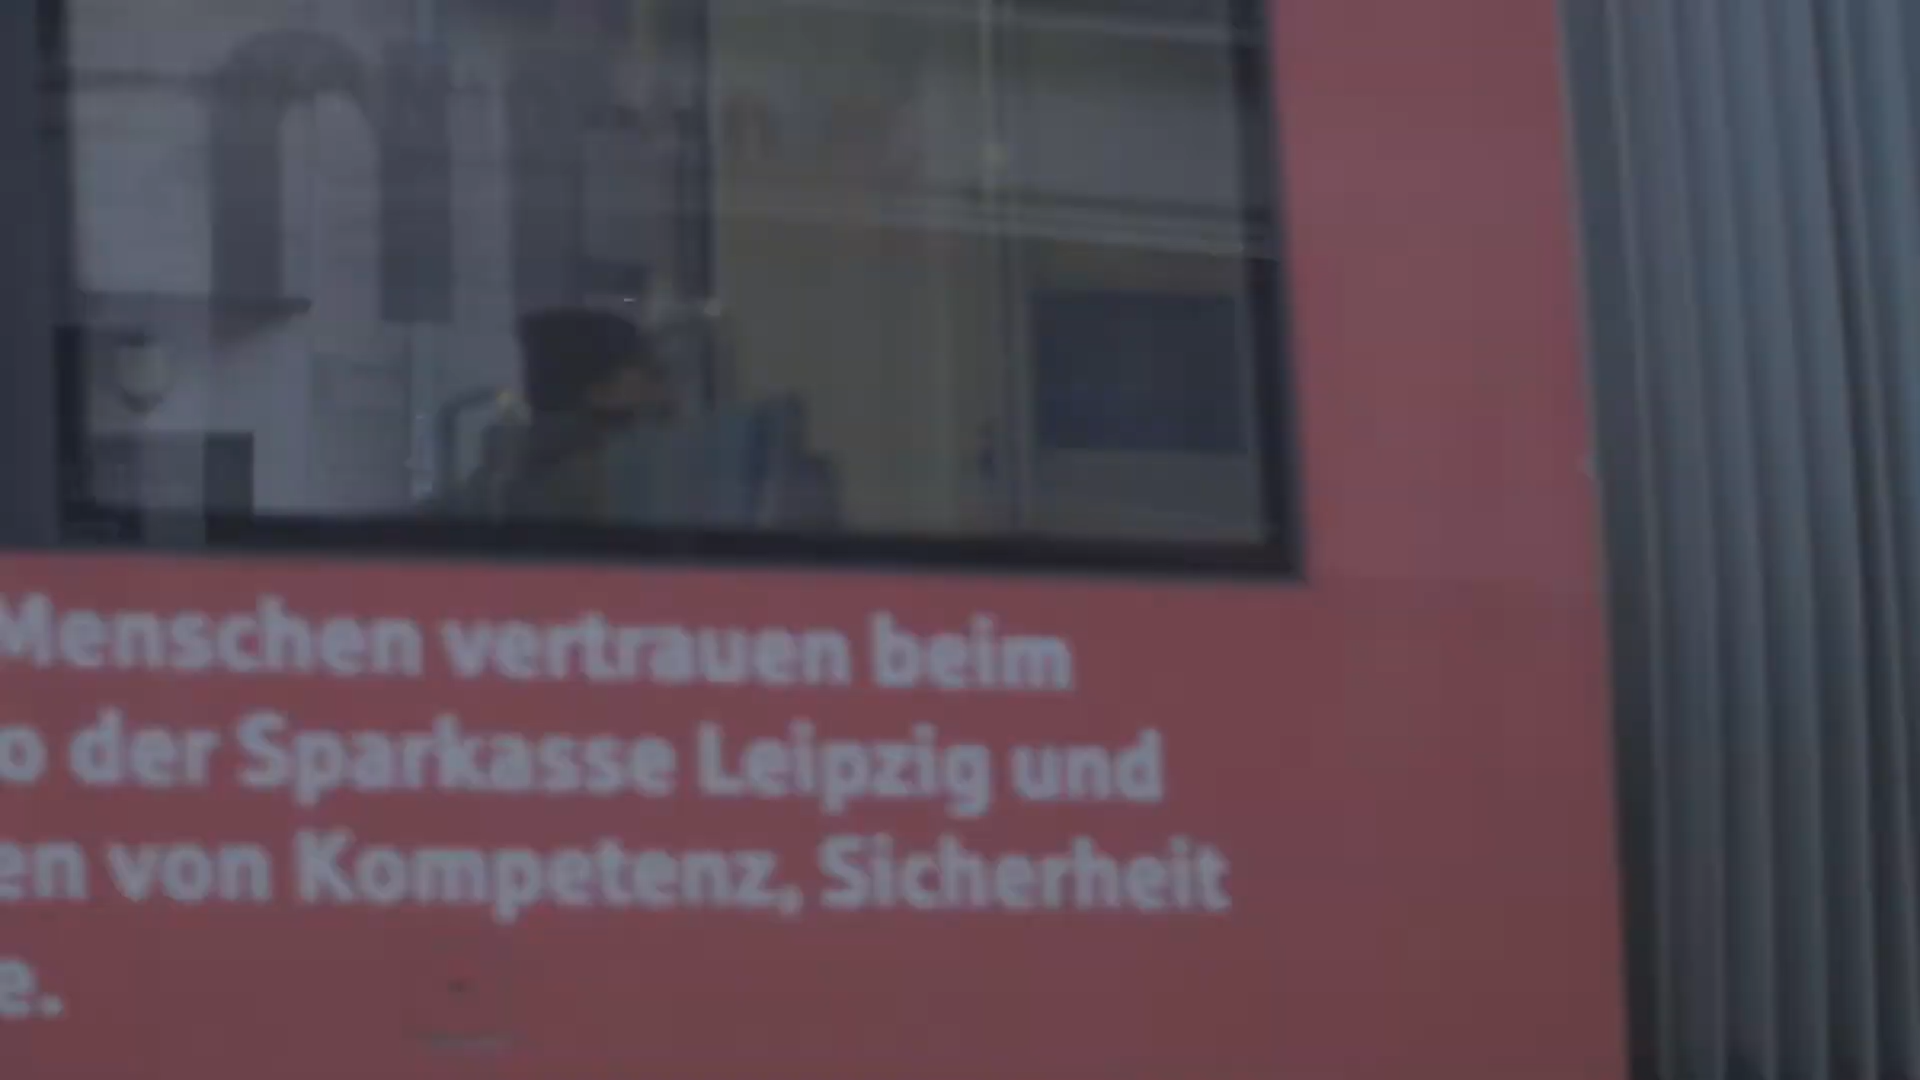 Menschen vertrauen beim
o der Sparkasse Leipzig und
en von Kompetenz, Sicherheit
e.